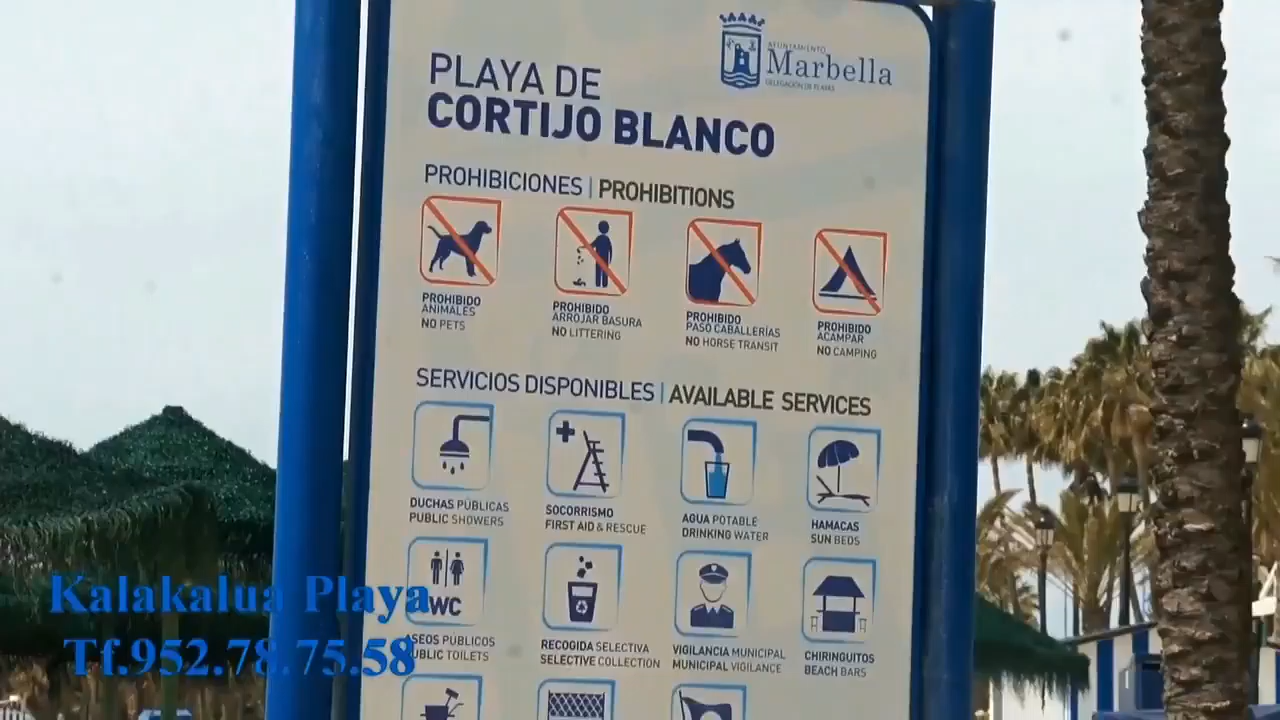 AYUNTAMIENTO
Marbella
DELEGACIÓN DE PLAYAS
PLAYA DE
CORTIJO BLANCO
PROHIBICIONES | PROHIBITIONS
PROHIBIDO
ANIMALES
NO PETS
PROHIBIDO
ARROJAR BASURA
NO LITTERING
PROHIBIDO
PASO CABALLERÍAS
NO HORSE TRANSIT
PROHIBIDO
ACAMPAR
NO CAMPING
SERVICIOS DISPONIBLES | AVAILABLE SERVICES
DUCHAS PÚBLICAS
PUBLIC SHOWERS
SOCORRISMO
FIRST AID & RESCUE
AGUA POTABLE
DRINKING WATER
HAMACAS
SUN BEDS
WC
ASEOS PÚBLICOS
PUBLIC TOILETS
RECOGIDA SELECTIVA
SELECTIVE COLLECTION
VIGILANCIA MUNICIPAL
MUNICIPAL VIGILANCE
CHIRINGUITOS
BEACH BARS
Kalakalua Playa
Tf.952.78.75.58